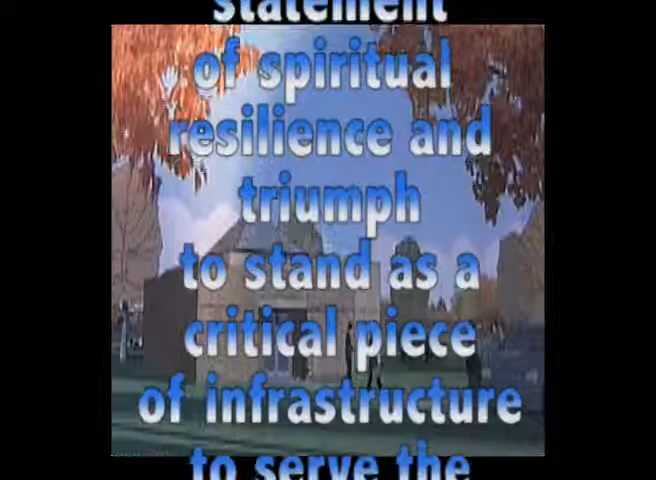 statement
of spiritual
resilience and
triumph
to stand as a
critical piece
of infrastructure
to serve the